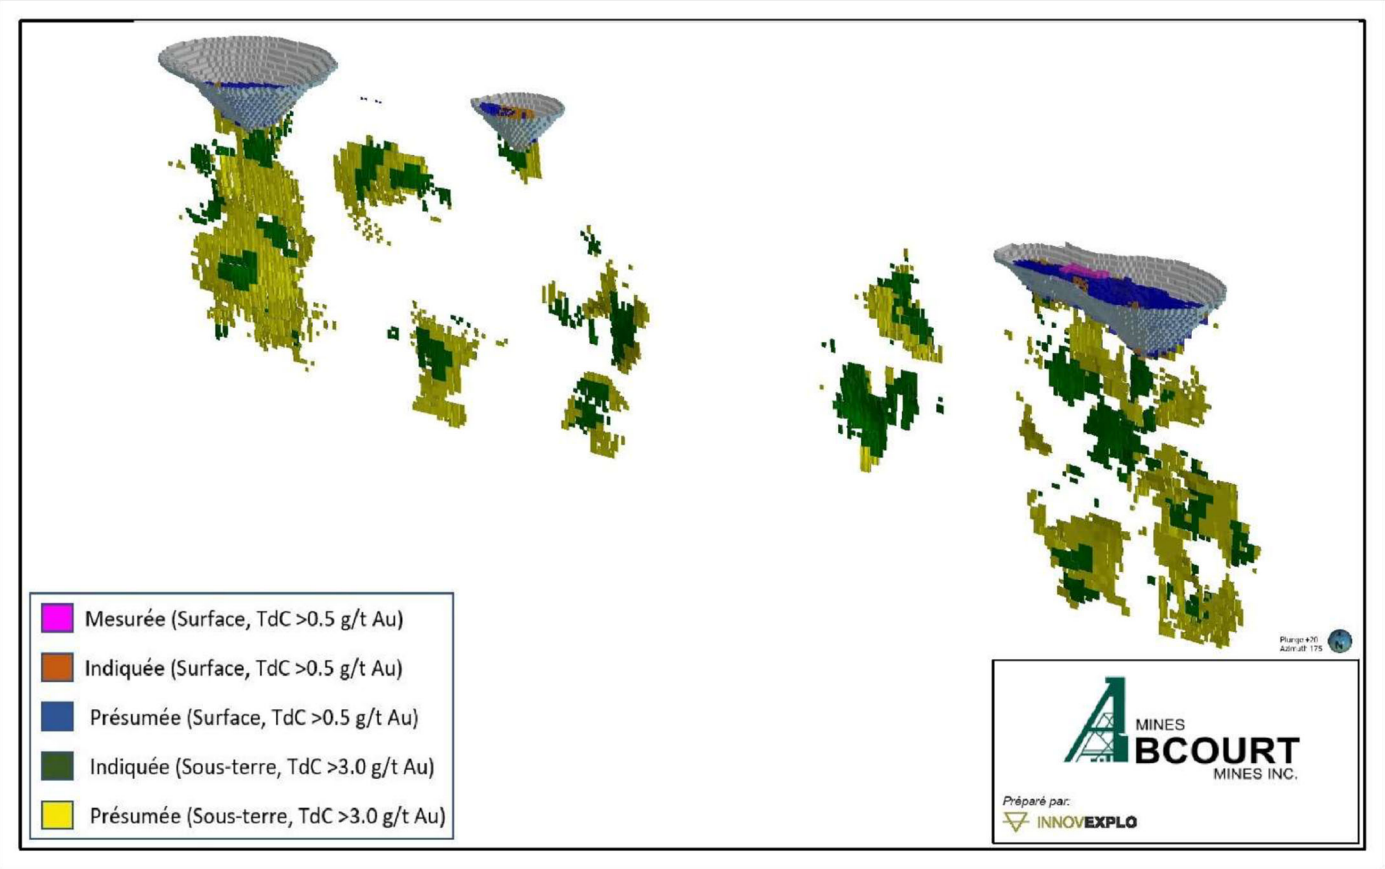 Mesurée (Surface, TdC >0.5 g/t Au)
Indiquée (Surface, TdC >0.5 g/t Au)
Présumée (Surface, TdC >0.5 g/t Au)
Indiquée (Sous-terre, TdC >3.0 g/t Au)
Présumée (Sous-terre, TdC >3.0 g/t Au)
Plunge +20
Azimuth 175
N
MINES
ABCOURT
MINES INC.
Préparé par:
INNOVEXPLO